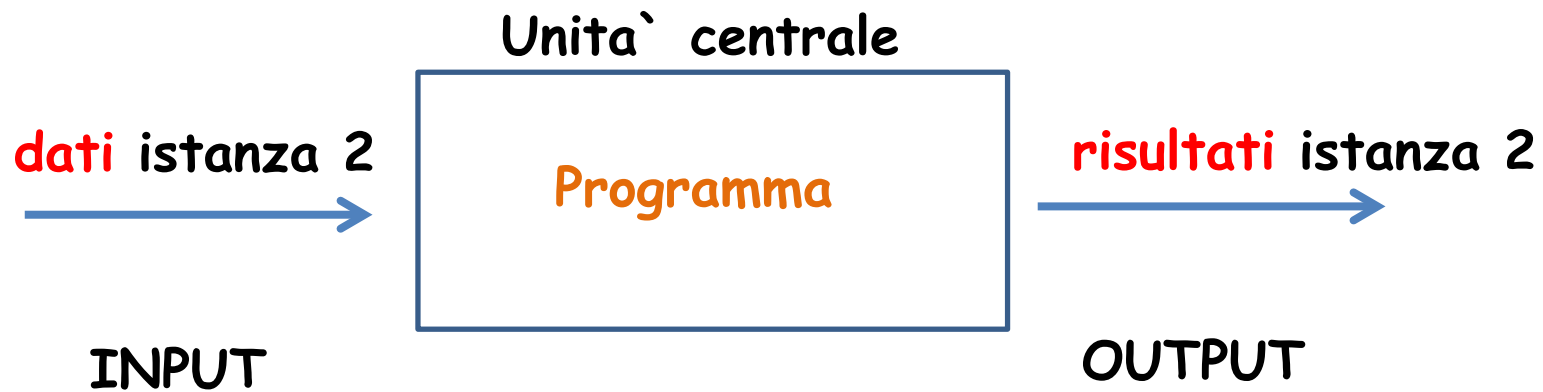 Unita` centrale
dati istanza 2
Programma
risultati istanza 2
INPUT
OUTPUT